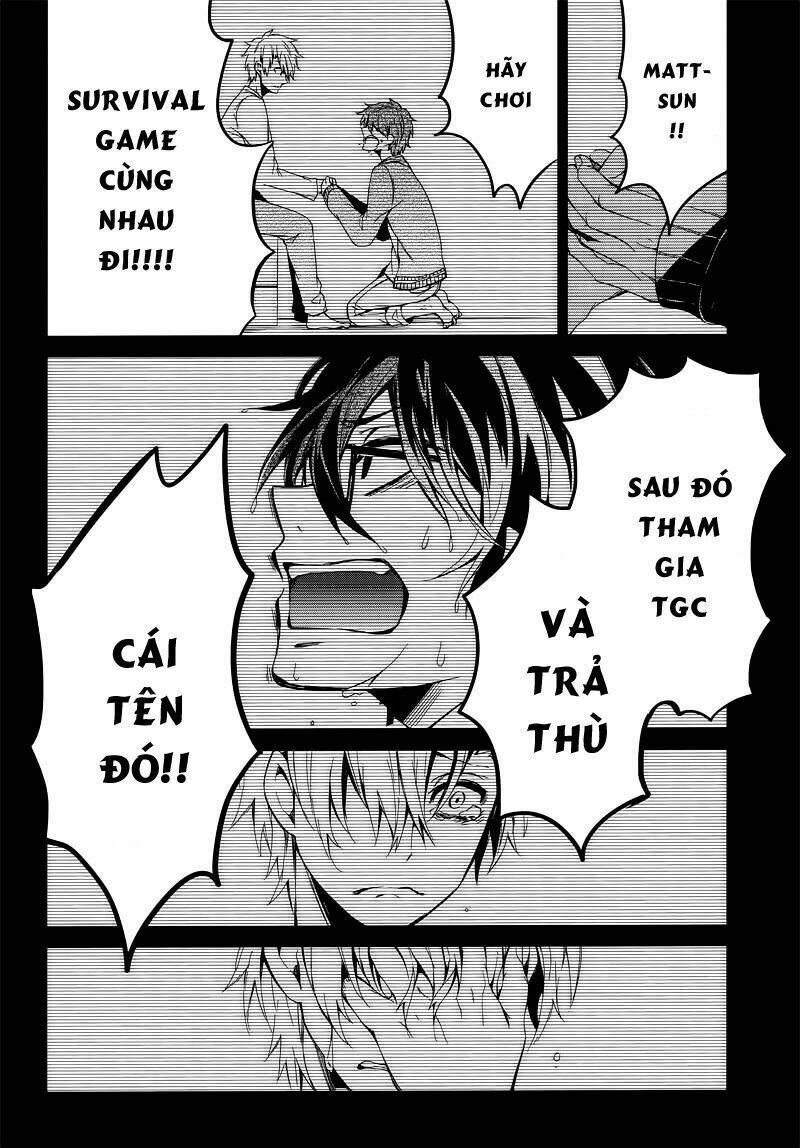 MATT-
SUN
!!
HÃY
CHƠI
SURVIVAL
GAME
CÙNG
NHAU
ĐI!!!!
SAU ĐÓ
THAM
GIA
TGC
VÀ
TRẢ
THÙ
CÁI
TÊN
ĐÓ!!